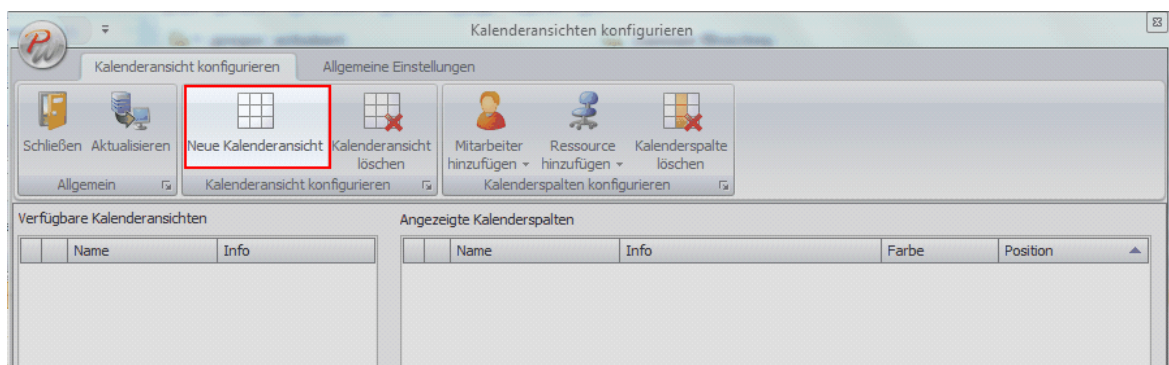 Kalenderansichten konfigurieren
Kalenderansicht konfigurieren Allgemeine Einstellungen
Schließen Aktualisieren Neue Kalenderansicht Kalenderansicht löschen Mitarbeiter hinzufügen Ressource hinzufügen Kalenderspalte löschen
Allgemein Kalenderansicht konfigurieren Kalenderspalten konfigurieren
Verfügbare Kalenderansichten Angezeigte Kalenderspalten
Name Info Name Info Farbe Position